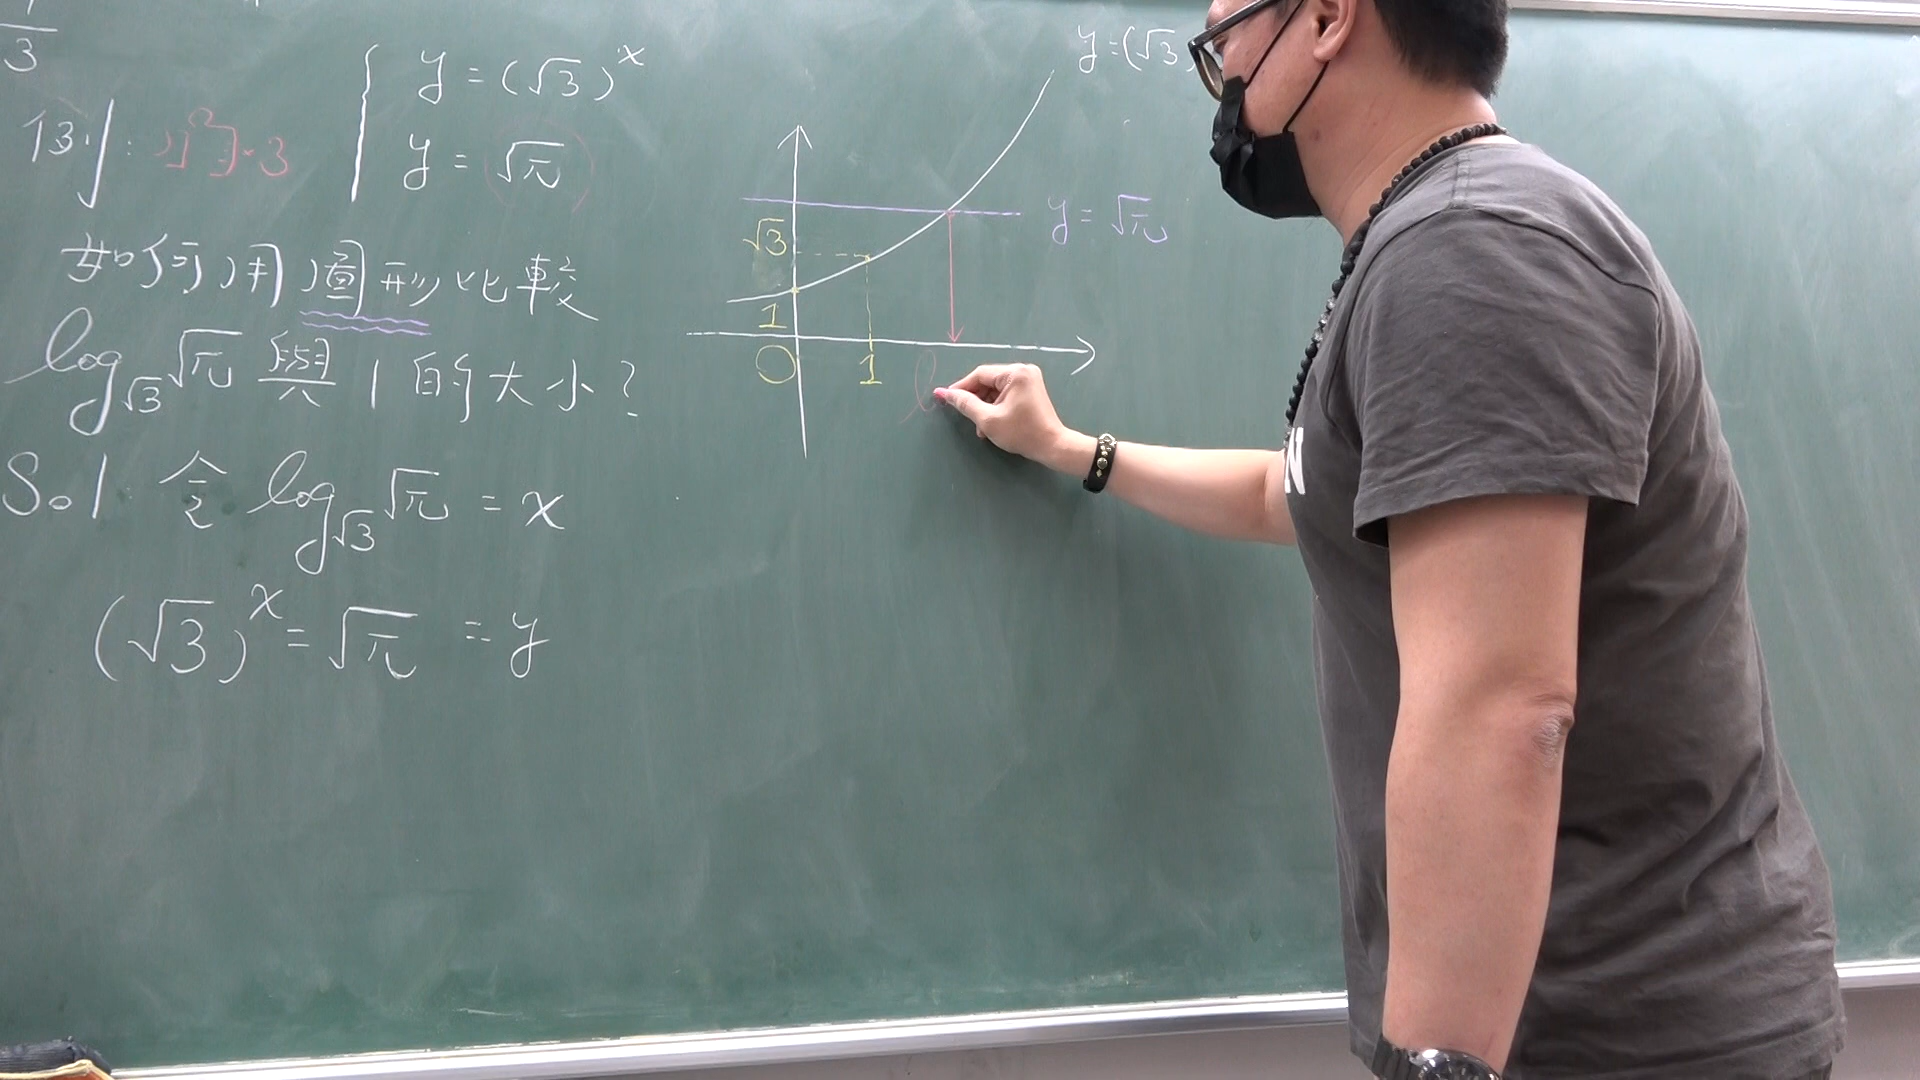 1/3
例:
{ y = (√3)^x
y = √π
如何用圖形比較
log_√3 √π 與 1 的大小?
Sol: 令 log_√3 √π = x
(√3)^x = √π = y
y=(√3
y = √π
√3
1
O
1
N